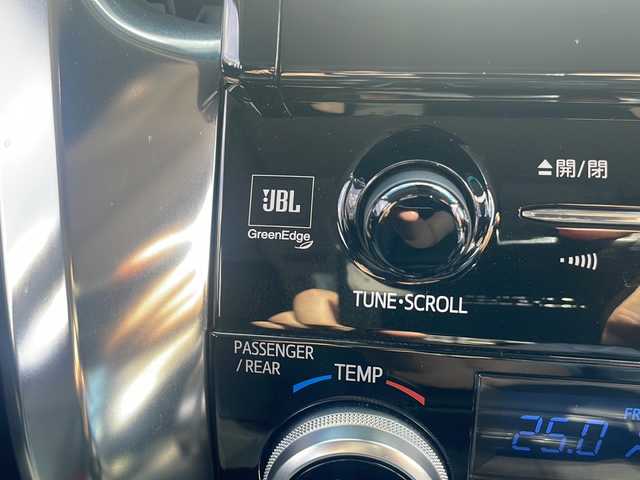 JBL
GreenEdge
⏏開/閉
TUNE•SCROLL
PASSENGER
/REAR
TEMP
25.0